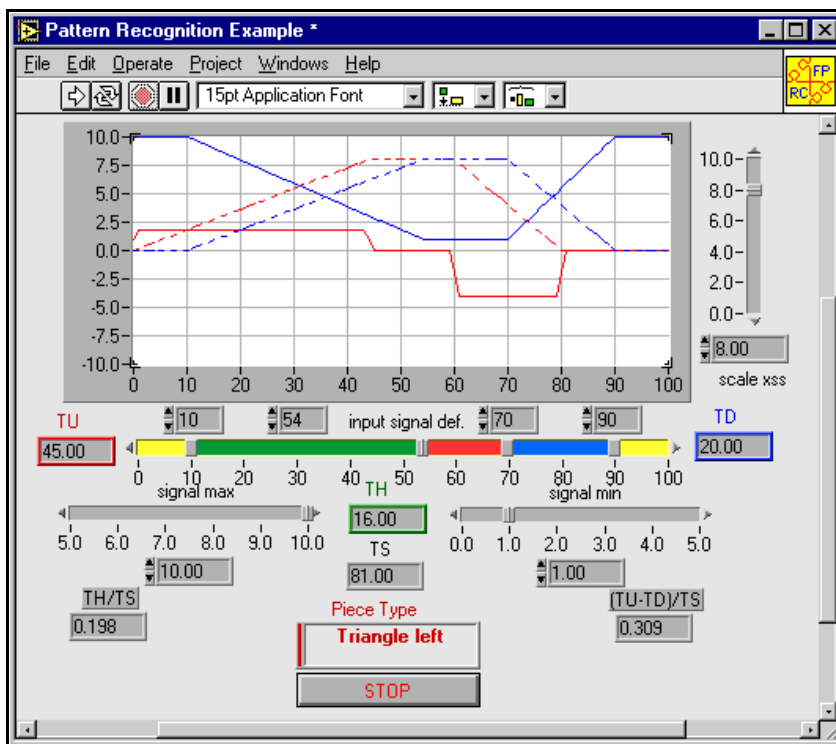 Pattern Recognition Example *
File Edit Operate Project Windows Help
15pt Application Font
FP
RC
10.0
7.5
5.0
2.5
0.0
-2.5
-5.0
-7.5
-10.0
0 10 20 30 40 50 60 70 80 90 100
10.0
8.0
6.0
4.0
2.0
0.0
8.00
scale xss
TU
10 54 input signal def. 70 90
TD
45.00
20.00
0 10 20 30 40 50 60 70 80 90 100
signal max TH signal min
16.00
5.0 6.0 7.0 8.0 9.0 10.0
TS
0.0 1.0 2.0 3.0 4.0 5.0
10.00
81.00
1.00
TH/TS
(TU-TD)/TS
0.198
0.309
Piece Type
Triangle left
STOP